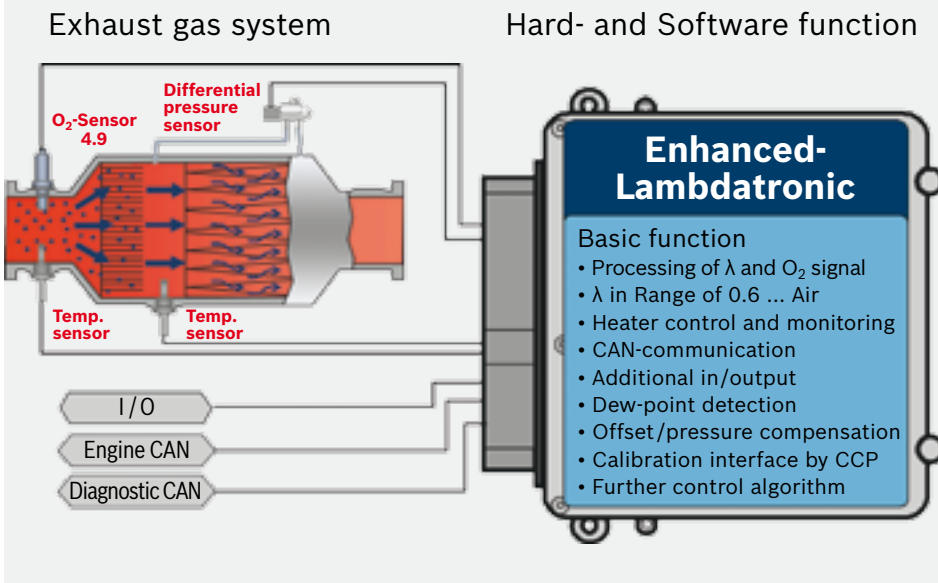 Exhaust gas system
Hard- and Software function
O₂-Sensor
4.9
Differential
pressure
sensor
Temp.
sensor
Temp.
sensor
I/O
Engine CAN
Diagnostic CAN
Enhanced-
Lambdatronic
Basic function
• Processing of λ and O₂ signal
• λ in Range of 0.6 ... Air
• Heater control and monitoring
• CAN-communication
• Additional in/output
• Dew-point detection
• Offset/pressure compensation
• Calibration interface by CCP
• Further control algorithm